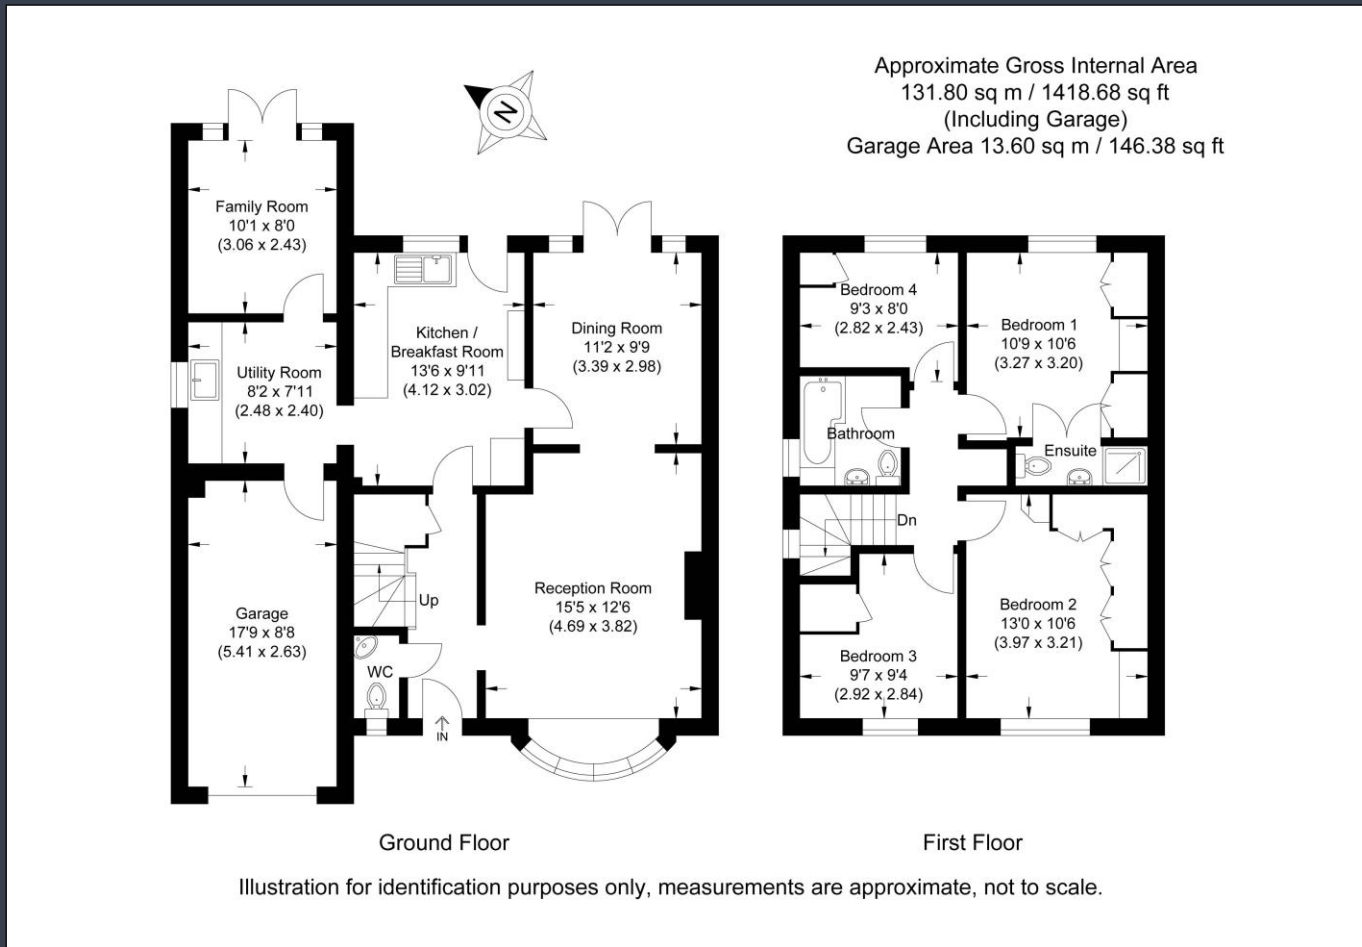 Approximate Gross Internal Area
131.80 sq m / 1418.68 sq ft
(Including Garage)
Garage Area 13.60 sq m / 146.38 sq ft
N
Family Room
10'1 x 8'0
(3.06 x 2.43)
Utility Room
8'2 x 7'11
(2.48 x 2.40)
Kitchen /
Breakfast Room
13'6 x 9'11
(4.12 x 3.02)
Dining Room
11'2 x 9'9
(3.39 x 2.98)
Garage
17'9 x 8'8
(5.41 x 2.63)
Up
WC
IN
Reception Room
15'5 x 12'6
(4.69 x 3.82)
Ground Floor
Bedroom 4
9'3 x 8'0
(2.82 x 2.43)
Bedroom 1
10'9 x 10'6
(3.27 x 3.20)
Bathroom
Ensuite
Dn
Bedroom 3
9'7 x 9'4
(2.92 x 2.84)
Bedroom 2
13'0 x 10'6
(3.97 x 3.21)
First Floor
Illustration for identification purposes only, measurements are approximate, not to scale.